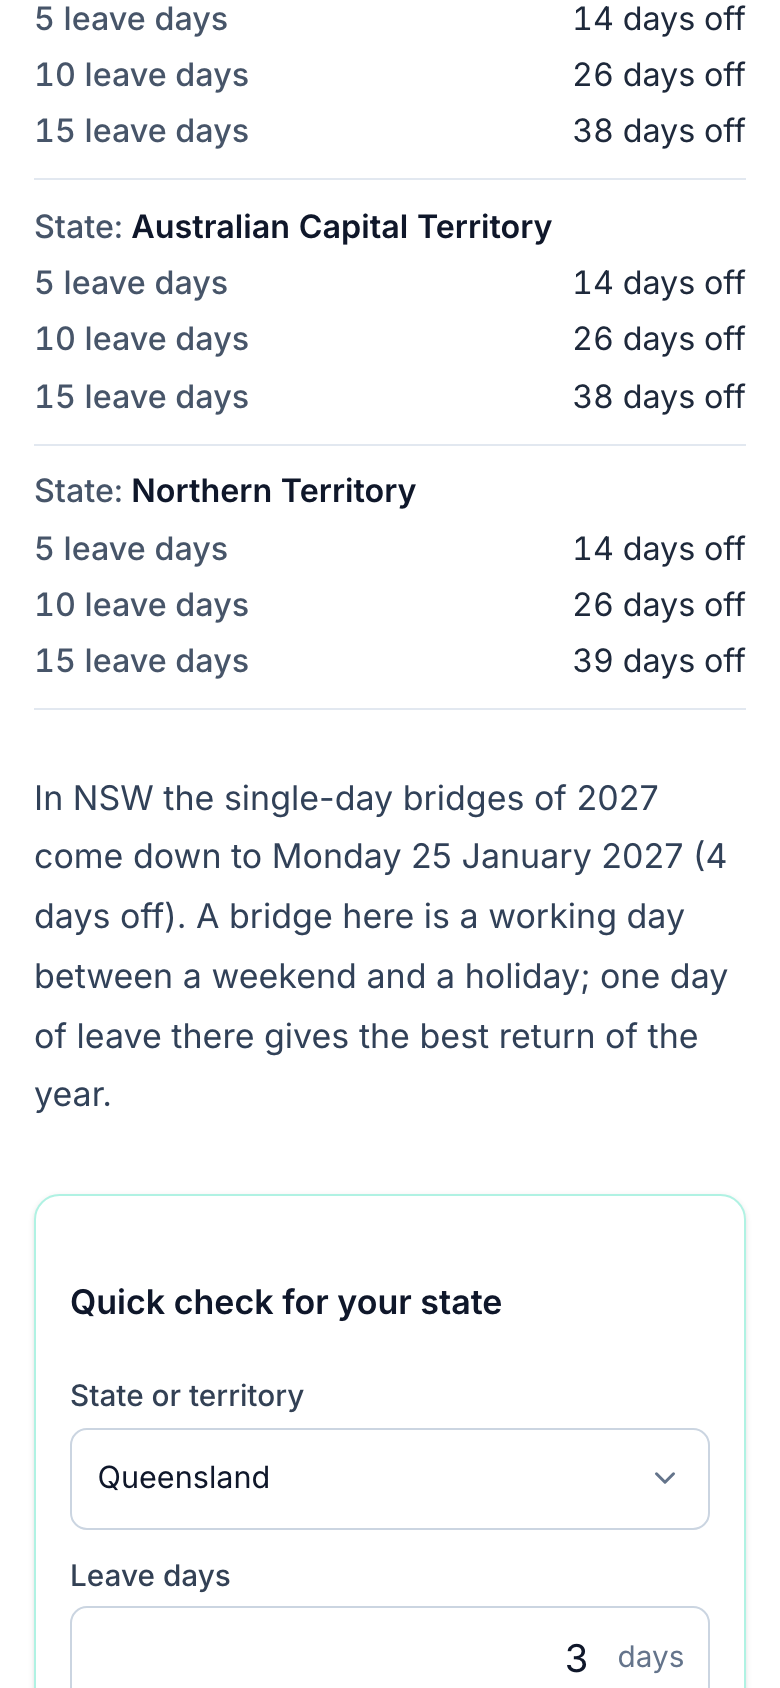 5 leave days 14 days off
10 leave days 26 days off
15 leave days 38 days off
State: Australian Capital Territory
5 leave days 14 days off
10 leave days 26 days off
15 leave days 38 days off
State: Northern Territory
5 leave days 14 days off
10 leave days 26 days off
15 leave days 39 days off
In NSW the single-day bridges of 2027
come down to Monday 25 January 2027 (4
days off). A bridge here is a working day
between a weekend and a holiday; one day
of leave there gives the best return of the
year.
Quick check for your state
State or territory
Queensland
Leave days
3 days